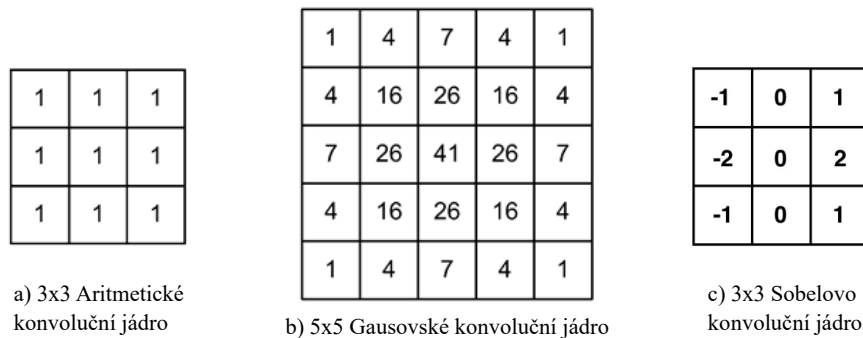 1 1 1
1 1 1
1 1 1
a) 3x3 Aritmetické
konvoluční jádro
1 4 7 4 1
4 16 26 16 4
7 26 41 26 7
4 16 26 16 4
1 4 7 4 1
b) 5x5 Gausovské konvoluční jádro
-1 0 1
-2 0 2
-1 0 1
c) 3x3 Sobelovo
konvoluční jádro